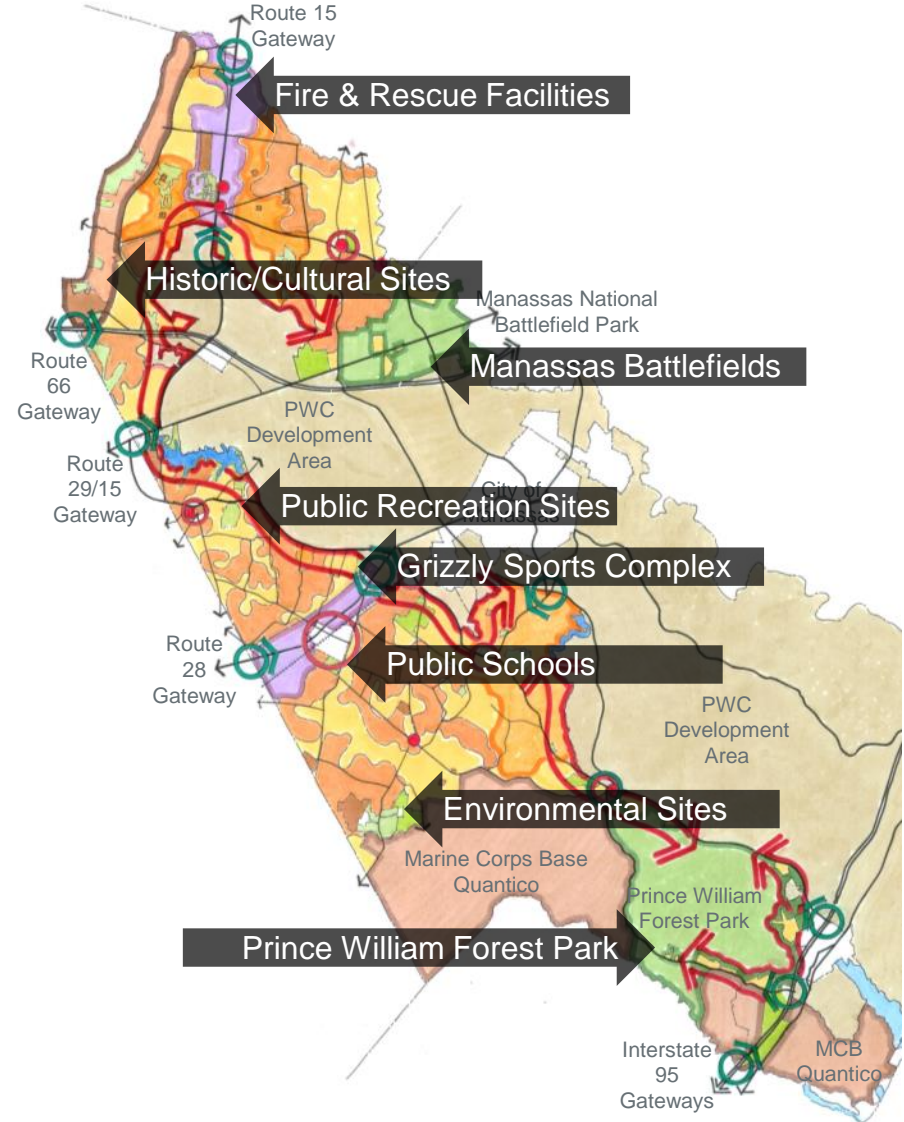 Route 15
Gateway
Fire & Rescue Facilities
Historic/Cultural Sites
Manassas National
Battlefield Park
Route
66
Gateway
Manassas Battlefields
PWC
Development
Area
Route
29/15
Gateway
City of
Manassas
Public Recreation Sites
Grizzly Sports Complex
Route
28
Gateway
Public Schools
PWC
Development
Area
Environmental Sites
Marine Corps Base
Quantico
Prince William
Forest Park
Prince William Forest Park
Interstate
95
Gateways
MCB
Quantico